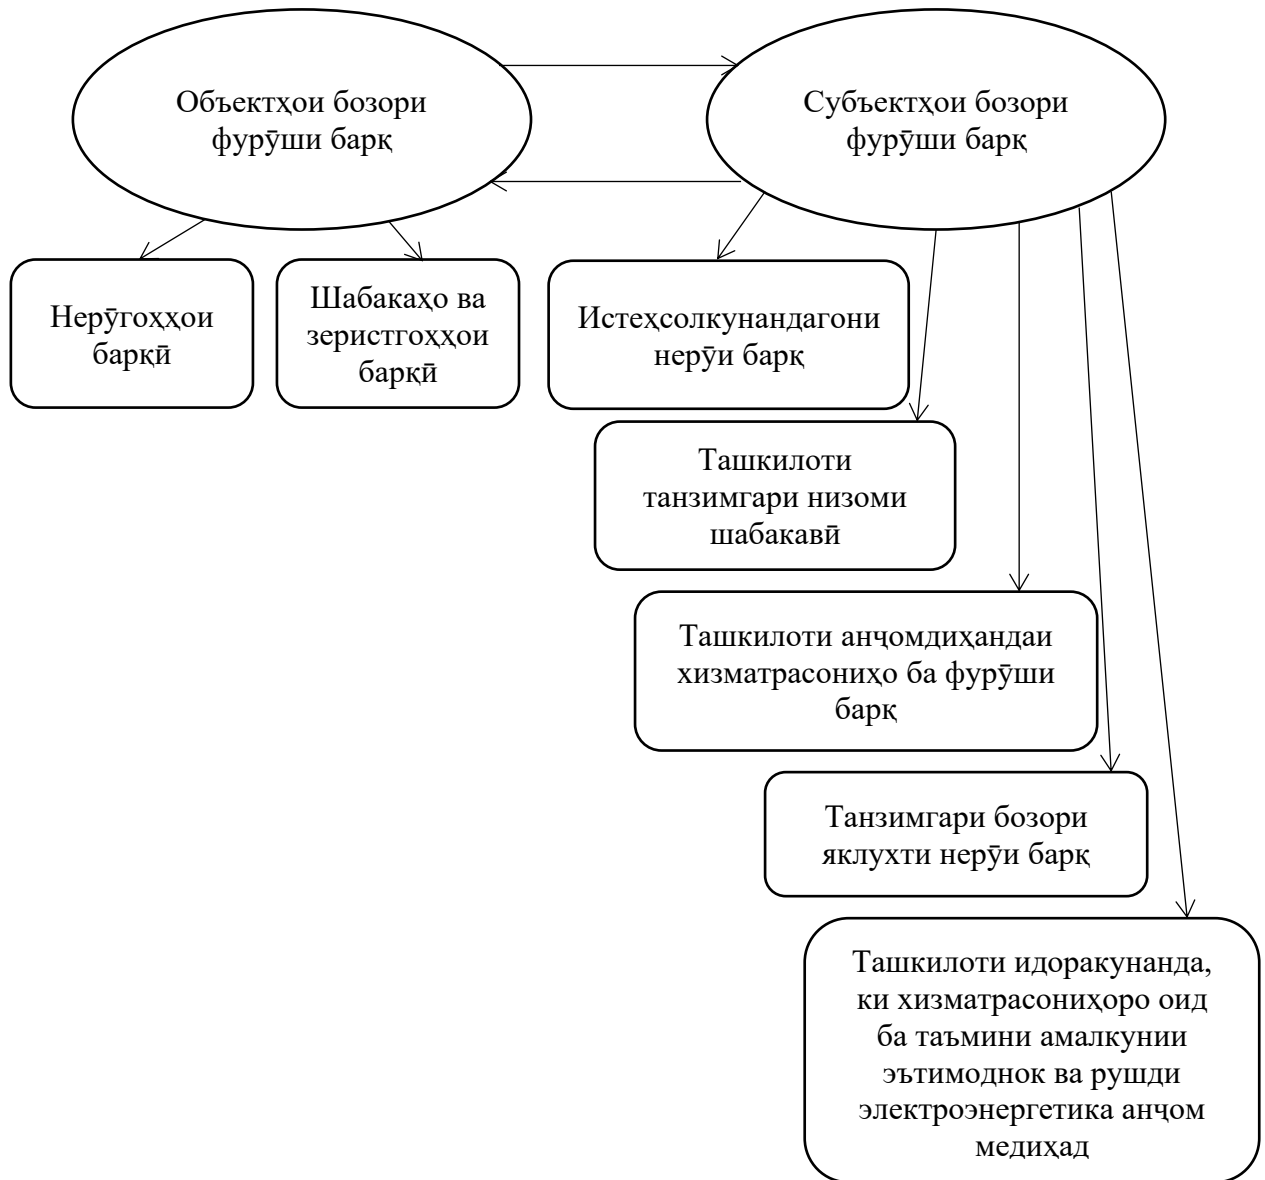 Объектҳои бозори
фурӯши барқ
Субъектҳои бозори
фурӯши барқ
Нерӯгоҳҳои
барқӣ
Шабакаҳо ва
зеристгоҳҳои
барқӣ
Истеҳсолкунандагони
нерӯи барқ
Ташкилоти
танзимгари низоми
шабакавӣ
Ташкилоти анҷомдиҳандаи
хизматрасониҳо ба фурӯши
барқ
Танзимгари бозори
яклухти нерӯи барқ
Ташкилоти идоракунанда,
ки хизматрасониҳоро оид
ба таъмини амалкунии
эътимоднок ва рушди
электроэнергетика анҷом
медиҳад